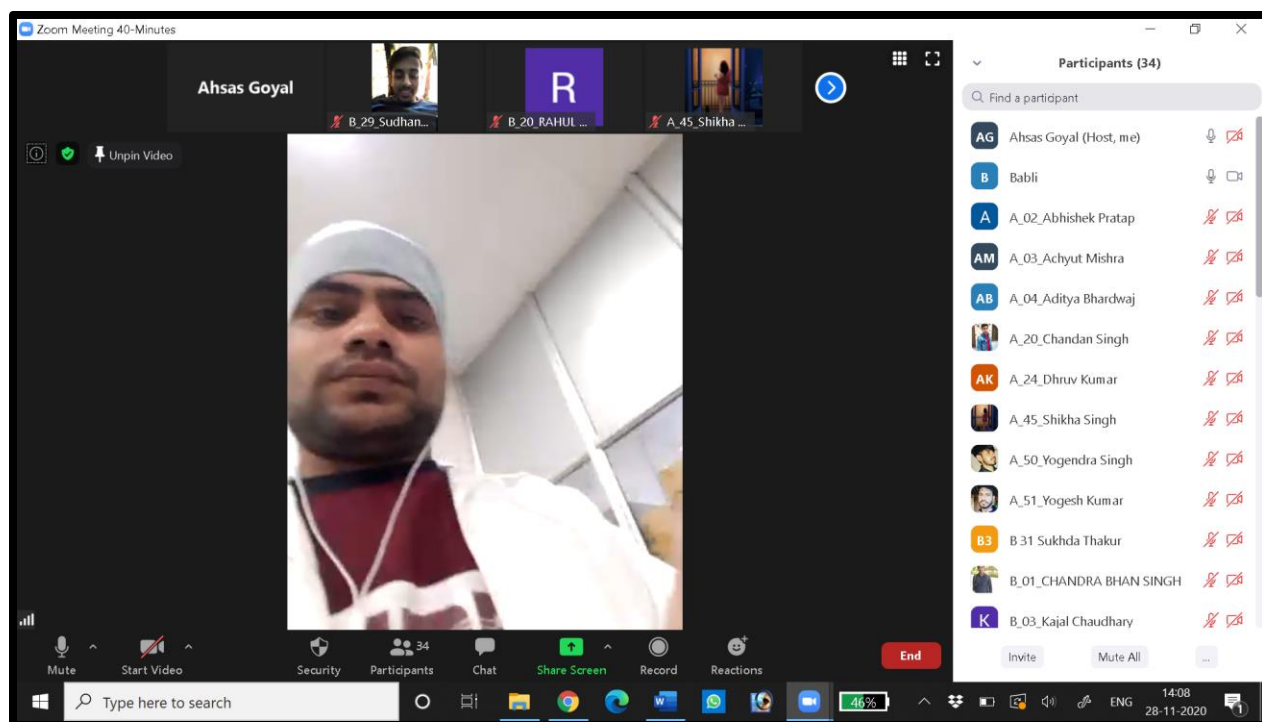 Zoom Meeting 40-Minutes
Ahsas Goyal
B_29_Sudhan...
R
B_20_RAHUL ...
A_45_Shikha ...
Unpin Video
Participants (34)
Find a participant
AG Ahsas Goyal (Host, me)
B Babli
A A_02_Abhishek Pratap
AM A_03_Achyut Mishra
AB A_04_Aditya Bhardwaj
A_20_Chandan Singh
AK A_24_Dhruv Kumar
A_45_Shikha Singh
A_50_Yogendra Singh
A_51_Yogesh Kumar
B3 B 31 Sukhda Thakur
B_01_CHANDRA BHAN SINGH
K B_03_Kajal Chaudhary
Invite Mute All ...
Mute Start Video Security Participants 34 Chat Share Screen Record Reactions End
Type here to search 46% ENG 14:08
28-11-2020 1